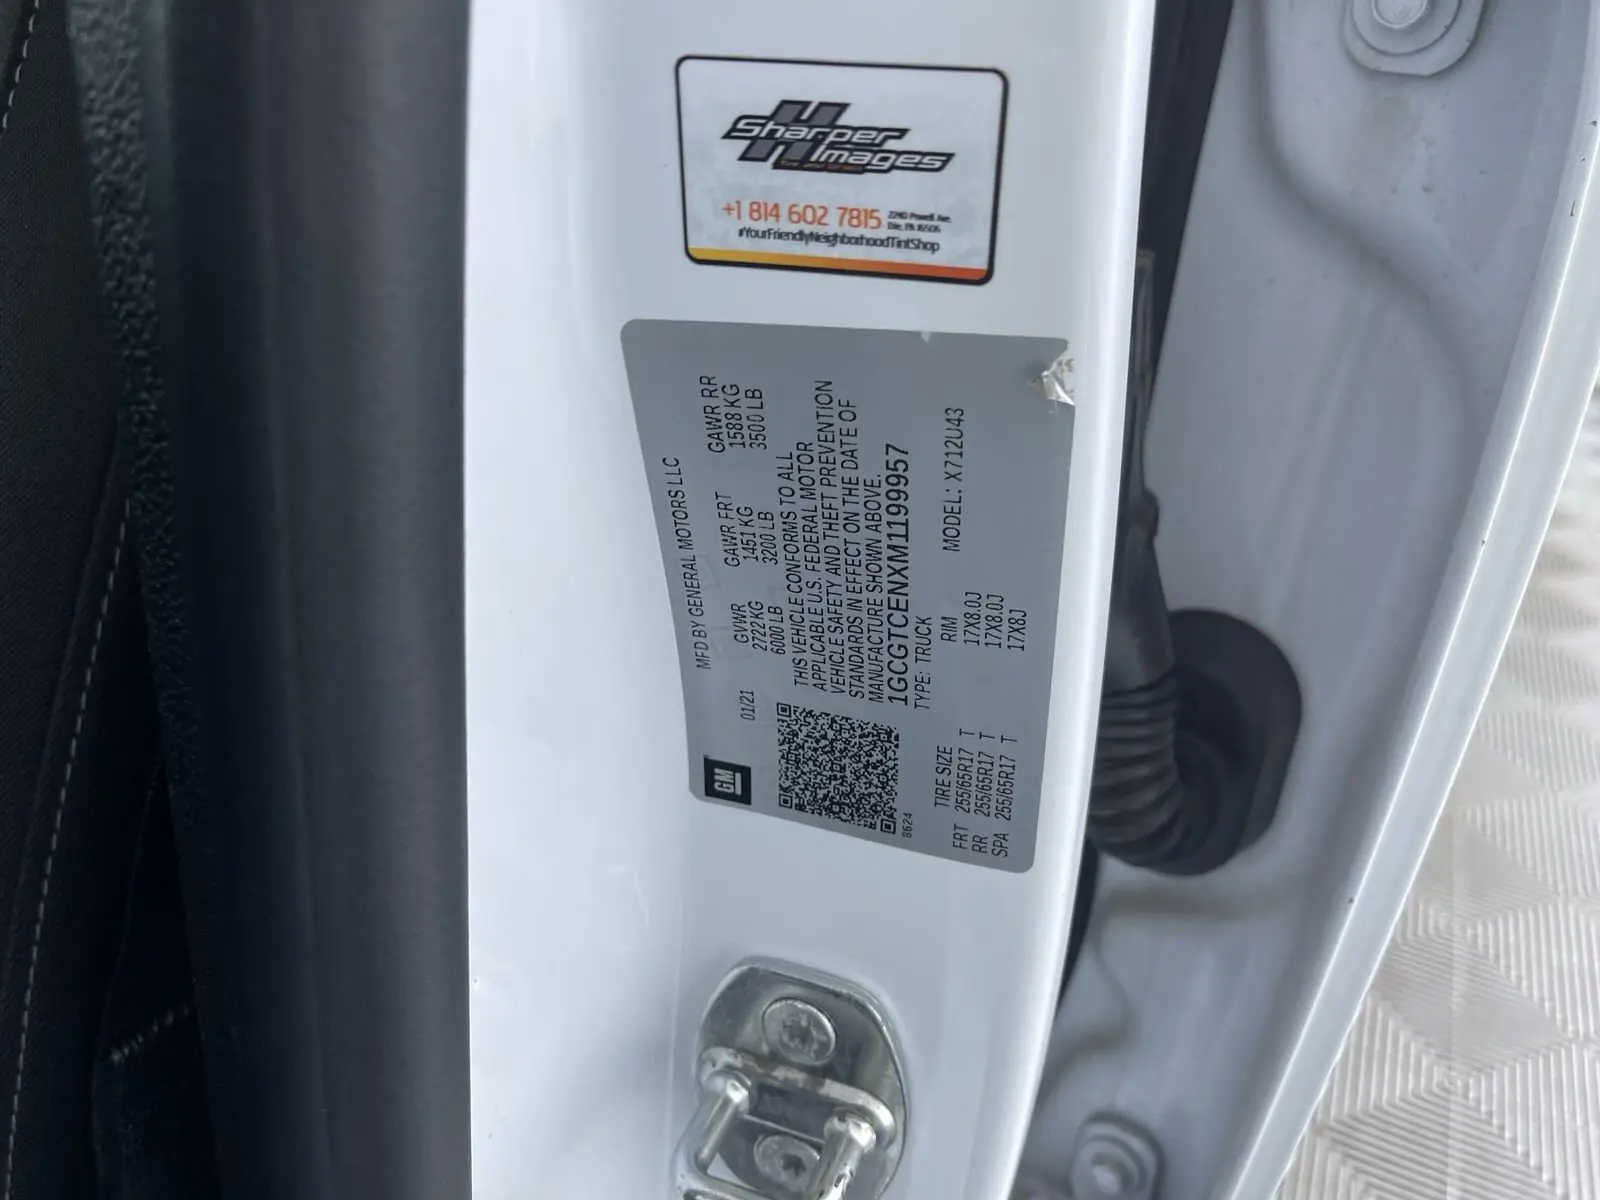 Sharper
Images
+1 814 602 7815
2240 Powell Ave.
Erie, PA 16506
#YourFriendlyNeighborhoodTintShop
MFD BY GENERAL MOTORS LLC
GM
01/21
GVWR GAWR FRT GAWR RR
2722KG 1451 KG 1588 KG
6000 LB 3200 LB 3500 LB
THIS VEHICLE CONFORMS TO ALL
APPLICABLE U.S. FEDERAL MOTOR
VEHICLE SAFETY AND THEFT PREVENTION
STANDARDS IN EFFECT ON THE DATE OF
MANUFACTURE SHOWN ABOVE.
1GCGTCENXM1199957
8624
TYPE: TRUCK MODEL: X712U43
TIRE SIZE RIM
FRT 255/65R17 T 17X8.0J
RR 255/65R17 T 17X8.0J
SPA 255/65R17 T 17X8J